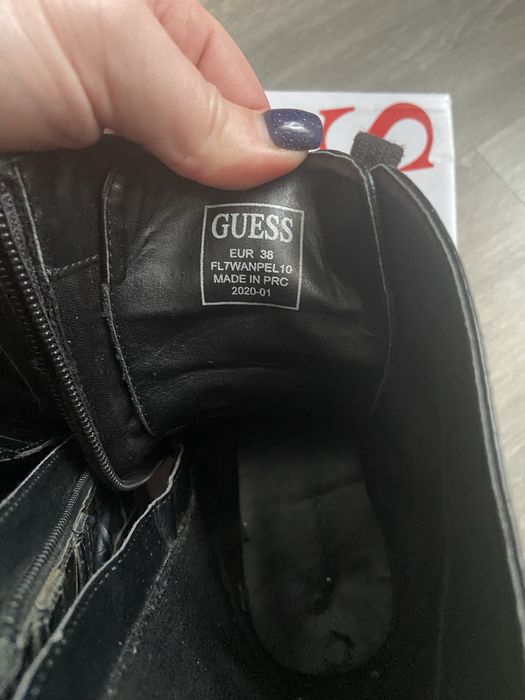 S
GUESS
EUR 38
FL7WANPEL10
MADE IN PRC
2020-01